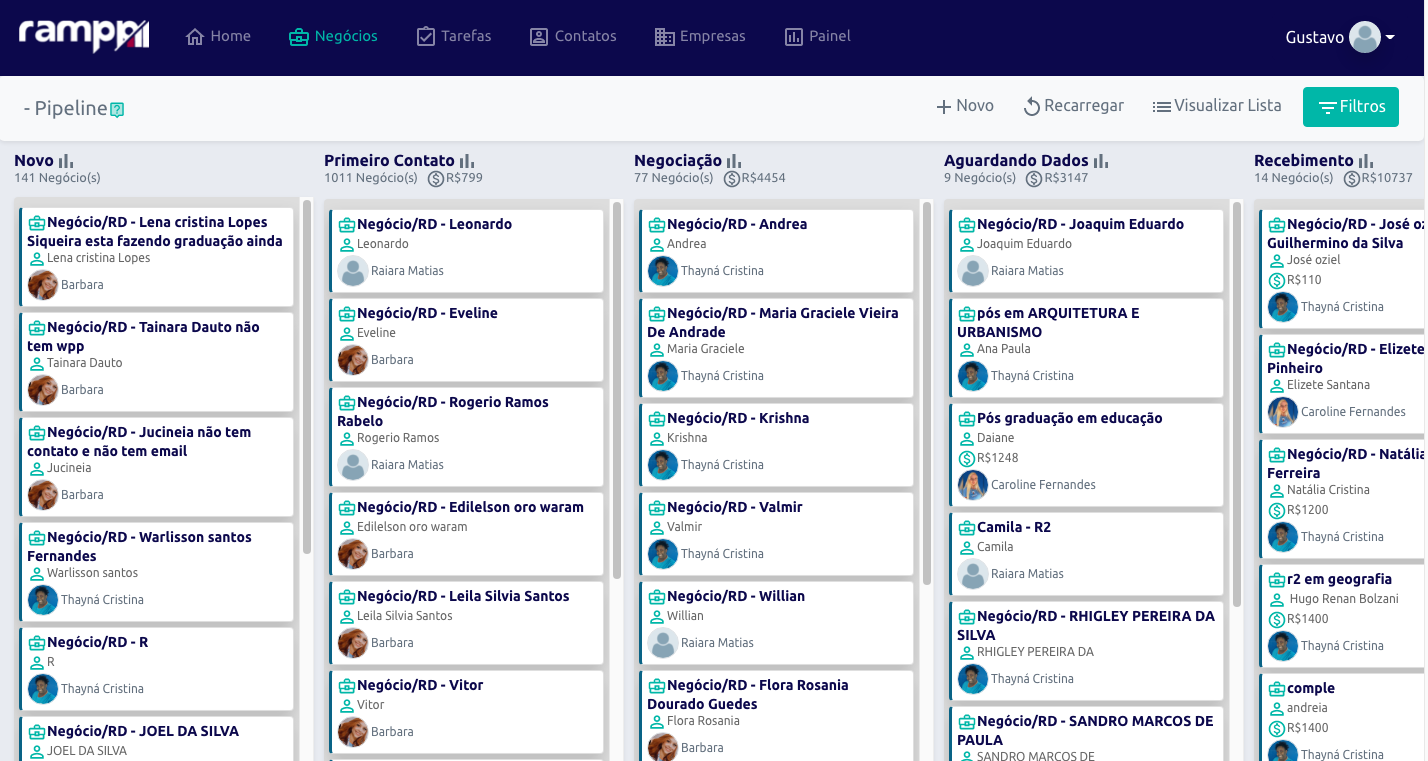 rampp
Home
Negócios
Tarefas
Contatos
Empresas
Painel
Gustavo
- Pipeline
Novo
Recarregar
Visualizar Lista
Filtros
Novo
141 Negócio(s)
Negócio/RD - Lena cristina Lopes
Siqueira esta fazendo graduação ainda
Lena cristina Lopes
Barbara
Negócio/RD - Tainara Dauto não
tem wpp
Tainara Dauto
Barbara
Negócio/RD - Jucineia não tem
contato e não tem email
Jucineia
Barbara
Negócio/RD - Warlisson santos
Fernandes
Warlisson santos
Thayná Cristina
Negócio/RD - R
R
Thayná Cristina
Negócio/RD - JOEL DA SILVA
JOEL DA SILVA
Primeiro Contato
1011 Negócio(s) R$799
Negócio/RD - Leonardo
Leonardo
Raiara Matias
Negócio/RD - Eveline
Eveline
Barbara
Negócio/RD - Rogerio Ramos
Rabelo
Rogerio Ramos
Raiara Matias
Negócio/RD - Edilelson oro waram
Edilelson oro waram
Barbara
Negócio/RD - Leila Silvia Santos
Leila Silvia Santos
Barbara
Negócio/RD - Vitor
Vitor
Barbara
Negociação
77 Negócio(s) R$4454
Negócio/RD - Andrea
Andrea
Thayná Cristina
Negócio/RD - Maria Graciele Vieira
De Andrade
Maria Graciele
Thayná Cristina
Negócio/RD - Krishna
Krishna
Thayná Cristina
Negócio/RD - Valmir
Valmir
Thayná Cristina
Negócio/RD - Willian
Willian
Raiara Matias
Negócio/RD - Flora Rosania
Dourado Guedes
Flora Rosania
Barbara
Aguardando Dados
9 Negócio(s) R$3147
Negócio/RD - Joaquim Eduardo
Joaquim Eduardo
Raiara Matias
pós em ARQUITETURA E
URBANISMO
Ana Paula
Thayná Cristina
Pós graduação em educação
Daiane
R$1248
Caroline Fernandes
Camila - R2
Camila
Raiara Matias
Negócio/RD - RHIGLEY PEREIRA DA
SILVA
RHIGLEY PEREIRA DA
Thayná Cristina
Negócio/RD - SANDRO MARCOS DE
PAULA
SANDRO MARCOS DE
Recebimento
14 Negócio(s) R$10737
Negócio/RD - José oz
Guilhermino da Silva
José oziel
R$110
Thayná Cristina
Negócio/RD - Elizete
Pinheiro
Elizete Santana
Caroline Fernandes
Negócio/RD - Natália
Ferreira
Natália Cristina
R$1200
Thayná Cristina
r2 em geografia
Hugo Renan Bolzani
R$1400
Thayná Cristina
comple
andreia
R$1400
Thayná Cristina